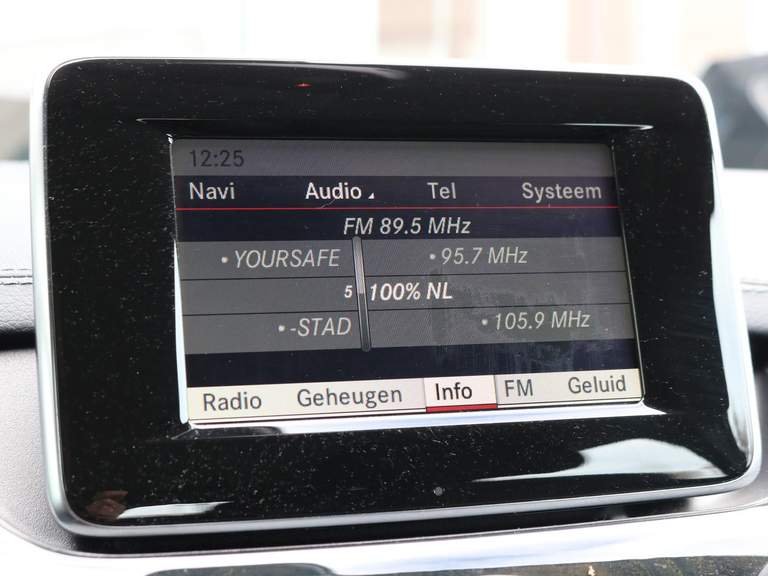 12:25
Navi Audio Tel Systeem
FM 89.5 MHz
• YOURSAFE • 95.7 MHz
5 100% NL
• -STAD • 105.9 MHz
Radio Geheugen Info FM Geluid